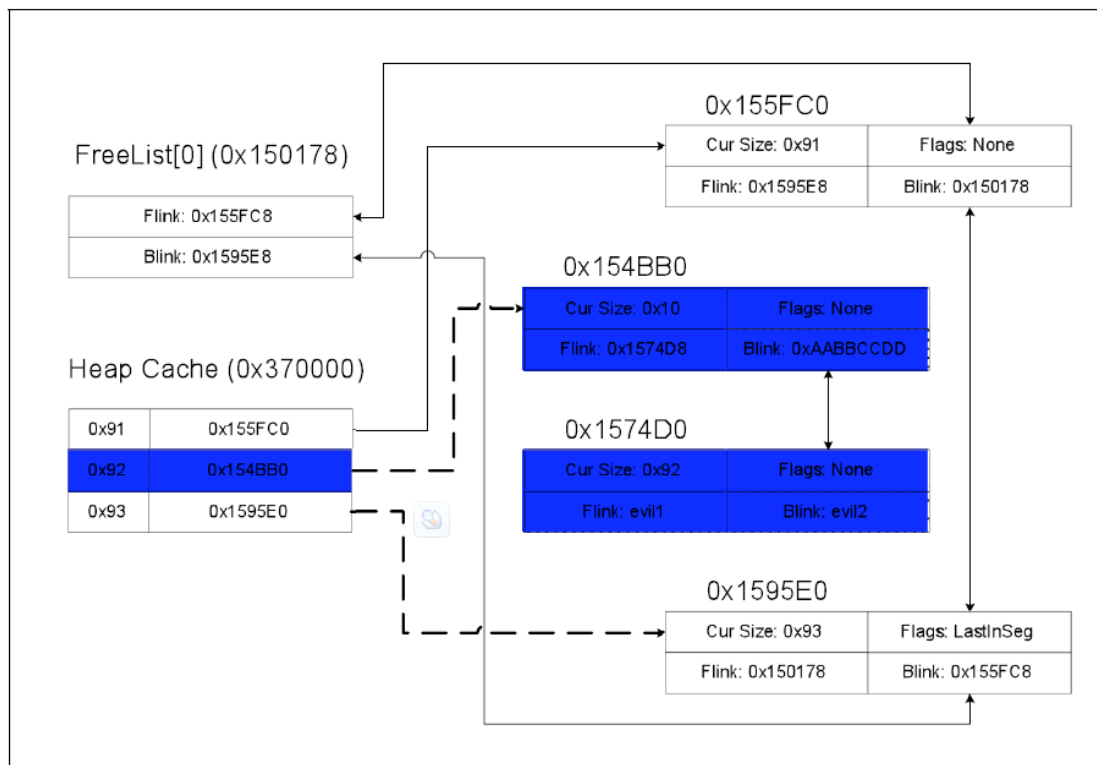 0x155FC0
FreeList[0] (0x150178)
Cur Size: 0x91 Flags: None
Flink: 0x1595E8 Blink: 0x150178
Flink: 0x155FC8
Blink: 0x1595E8
0x154BB0
Cur Size: 0x10 Flags: None
Flink: 0x1574D8 Blink: 0xAABBCCDD
Heap Cache (0x370000)
0x91 0x155FC0
0x92 0x154BB0
0x93 0x1595E0
0x1574D0
Cur Size: 0x92 Flags: None
Flink: evil1 Blink: evil2
0x1595E0
Cur Size: 0x93 Flags: LastInSeg
Flink: 0x150178 Blink: 0x155FC8